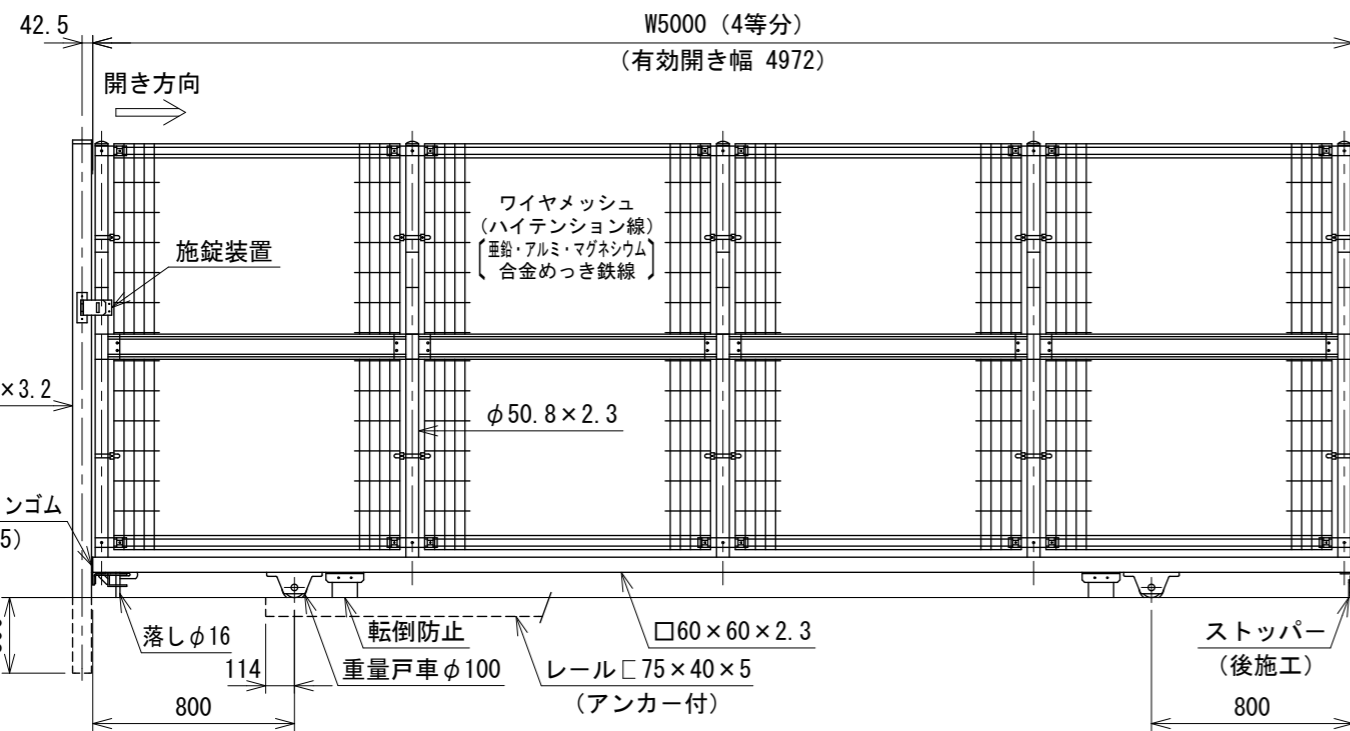 42.5
W5000 (4等分)
(有効開き幅 4972)
開き方向
ワイヤメッシュ
(ハイテンション線)
〔亜鉛・アルミ・マグネシウム
合金めっき鉄線〕
施錠装置
×3.2
φ50.8×2.3
ンゴム
5)
落しφ16
転倒防止
□60×60×2.3
ストッパー
(後施工)
114
重量戸車φ100
レール⊏75×40×5
(アンカー付)
800
800